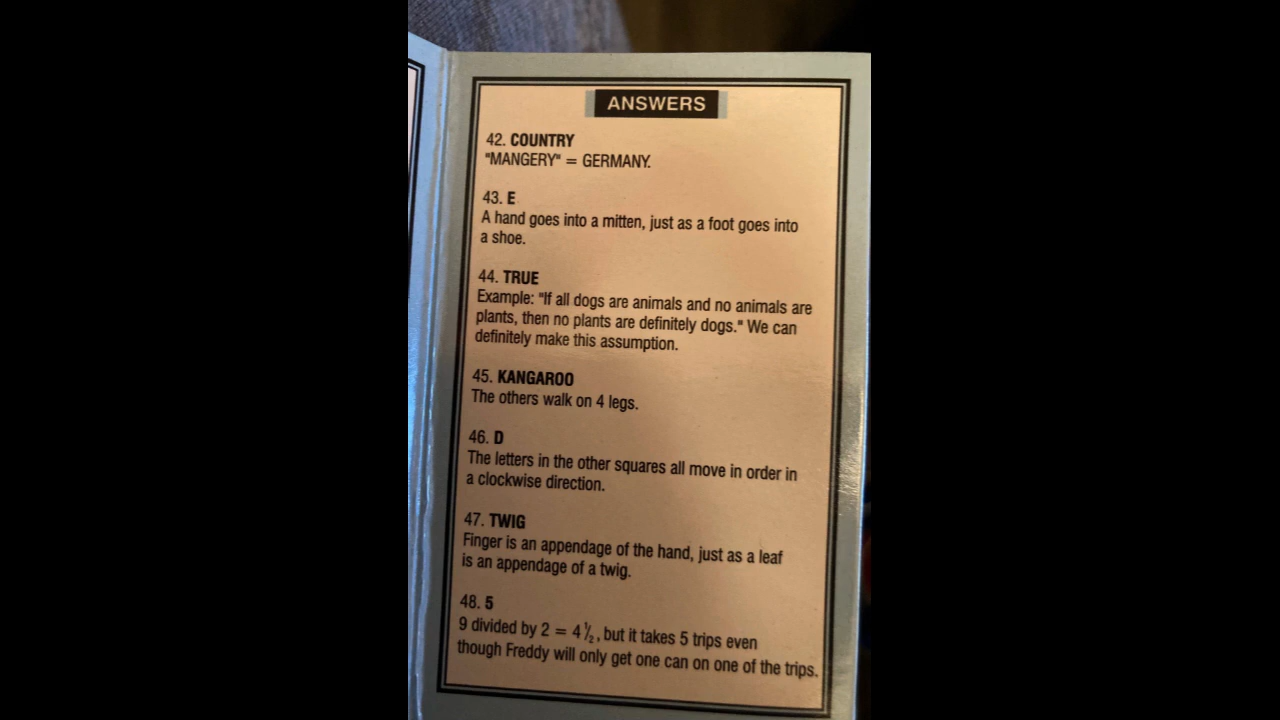 ANSWERS
42. COUNTRY
"MANGERY" = GERMANY.
43. E
A hand goes into a mitten, just as a foot goes into
a shoe.
44. TRUE
Example: "If all dogs are animals and no animals are
plants, then no plants are definitely dogs." We can
definitely make this assumption.
45. KANGAROO
The others walk on 4 legs.
46. D
The letters in the other squares all move in order in
a clockwise direction.
47. TWIG
Finger is an appendage of the hand, just as a leaf
is an appendage of a twig.
48. 5
9 divided by 2 = 4½, but it takes 5 trips even
though Freddy will only get one can on one of the trips.